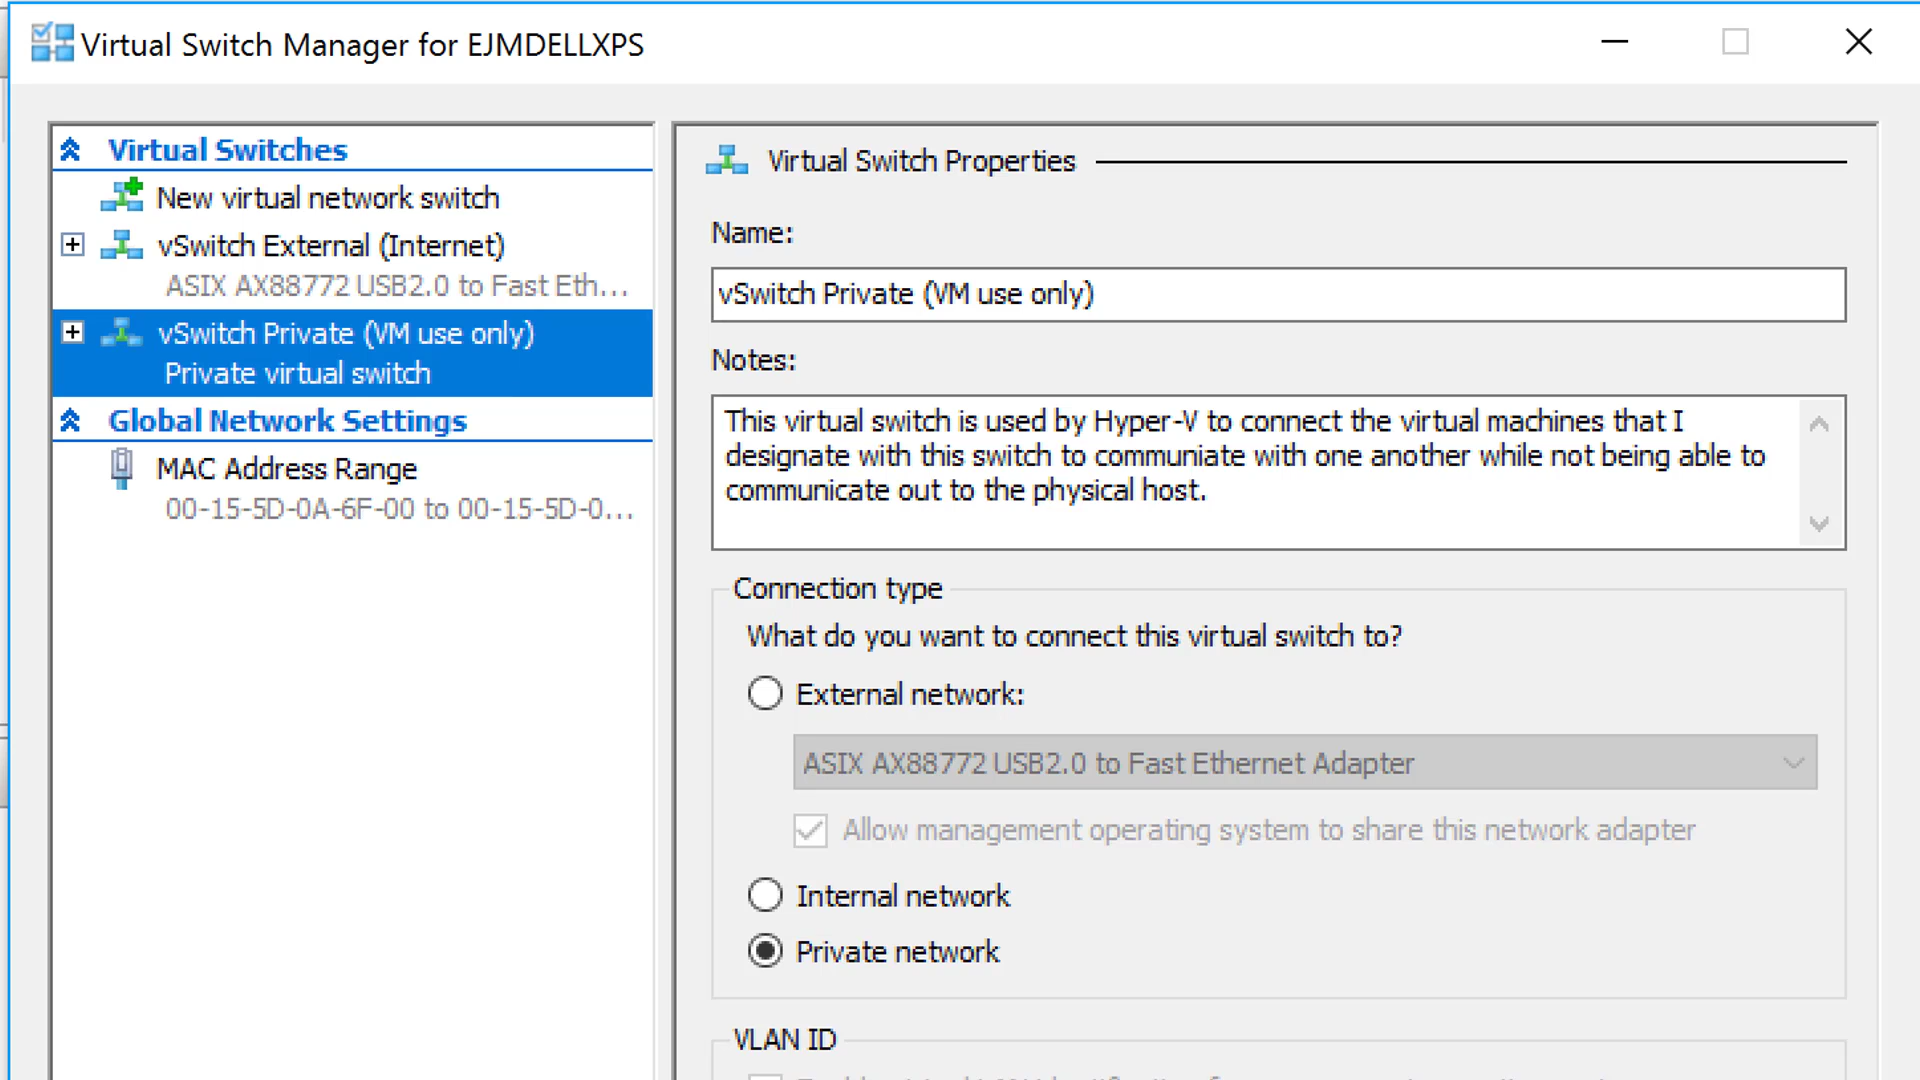 Virtual Switch Manager for EJMDELLXPS
Virtual Switches
New virtual network switch
vSwitch External (Internet)
ASIX AX88772 USB2.0 to Fast Eth...
vSwitch Private (VM use only)
Private virtual switch
Global Network Settings
MAC Address Range
00-15-5D-0A-6F-00 to 00-15-5D-0...
Virtual Switch Properties
Name:
vSwitch Private (VM use only)
Notes:
This virtual switch is used by Hyper-V to connect the virtual machines that I
designate with this switch to communiate with one another while not being able to
communicate out to the physical host.
Connection type
What do you want to connect this virtual switch to?
External network:
ASIX AX88772 USB2.0 to Fast Ethernet Adapter
Allow management operating system to share this network adapter
Internal network
Private network
VLAN ID